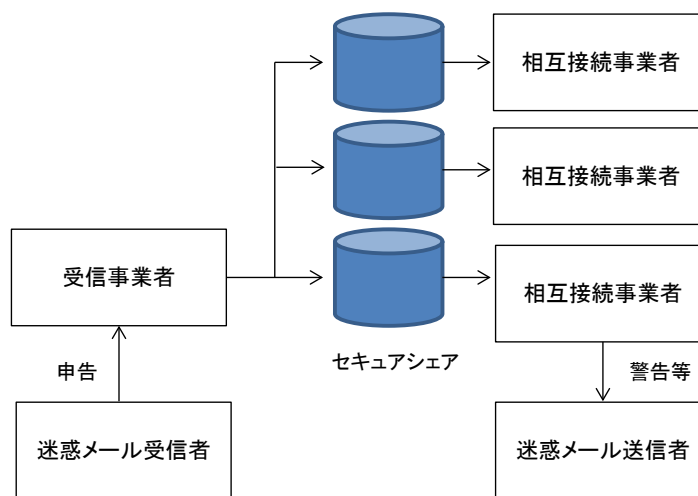 相互接続事業者
相互接続事業者
受信事業者
相互接続事業者
セキュアシェア
申告
警告等
迷惑メール受信者
迷惑メール送信者